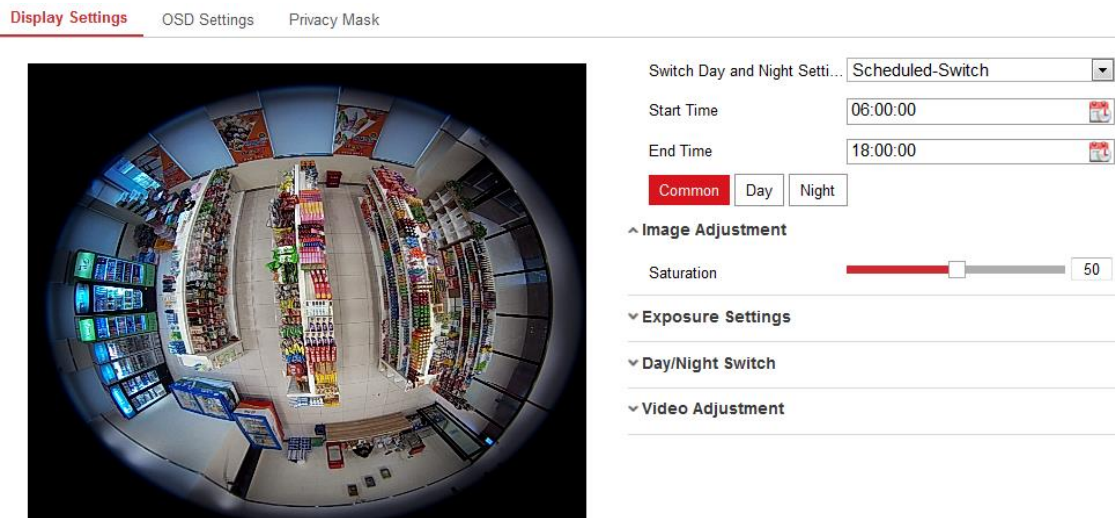 Display Settings OSD Settings Privacy Mask
Switch Day and Night Setti... Scheduled-Switch
Start Time 06:00:00
End Time 18:00:00
Common Day Night
Image Adjustment
Saturation 50
Exposure Settings
Day/Night Switch
Video Adjustment